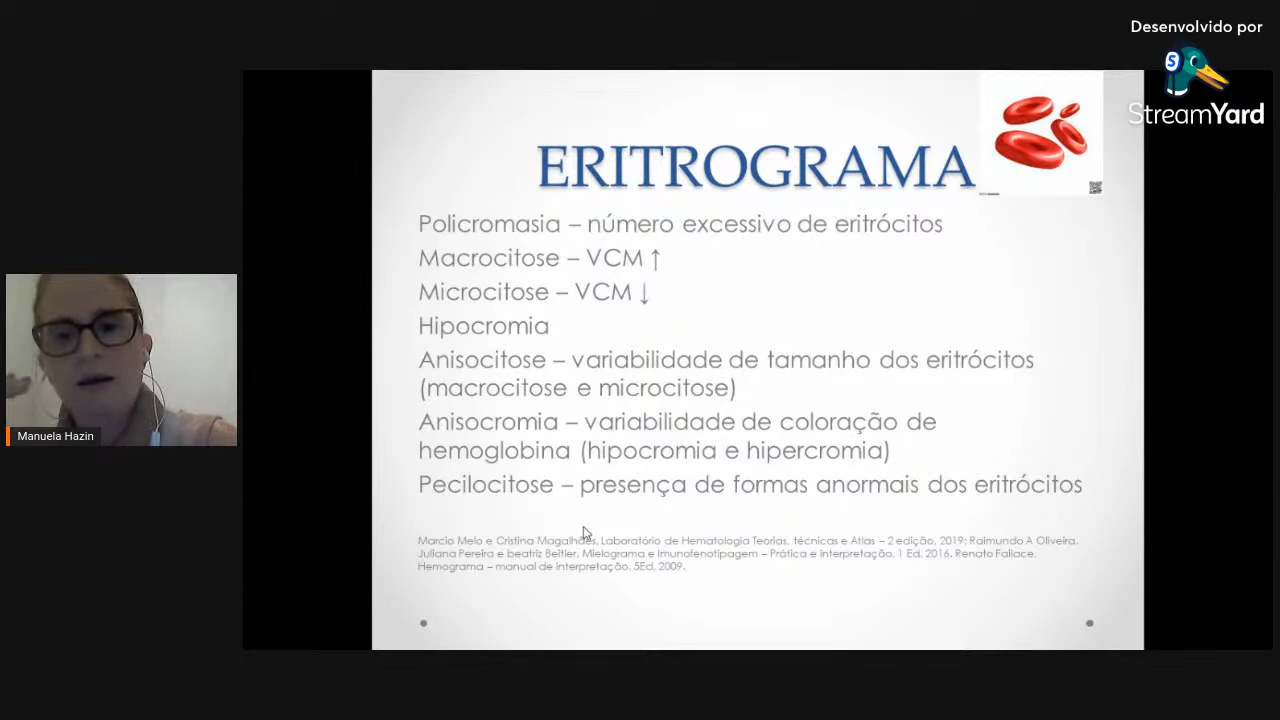 Desenvolvido por
StreamYard
ERITROGRAMA
Policromasia – número excessivo de eritrócitos
Macrocitose – VCM ↑
Microcitose – VCM ↓
Hipocromia
Anisocitose – variabilidade de tamanho dos eritrócitos
(macrocitose e microcitose)
Anisocromia – variabilidade de coloração de
hemoglobina (hipocromia e hipercromia)
Pecilocitose – presença de formas anormais dos eritrócitos
Marcio Melo e Cristina Magalhães. Laboratório de Hematologia Teorias, técnicas e Atlas – 2 edição, 2019; Raimundo A Oliveira.
Juliana Pereira e beatriz Beitler. Mielograma e Imunofenotipagem – Prática e interpretação, 1 Ed. 2016. Renato Failace.
Hemograma – manual de interpretação, 5Ed, 2009.
Manuela Hazin